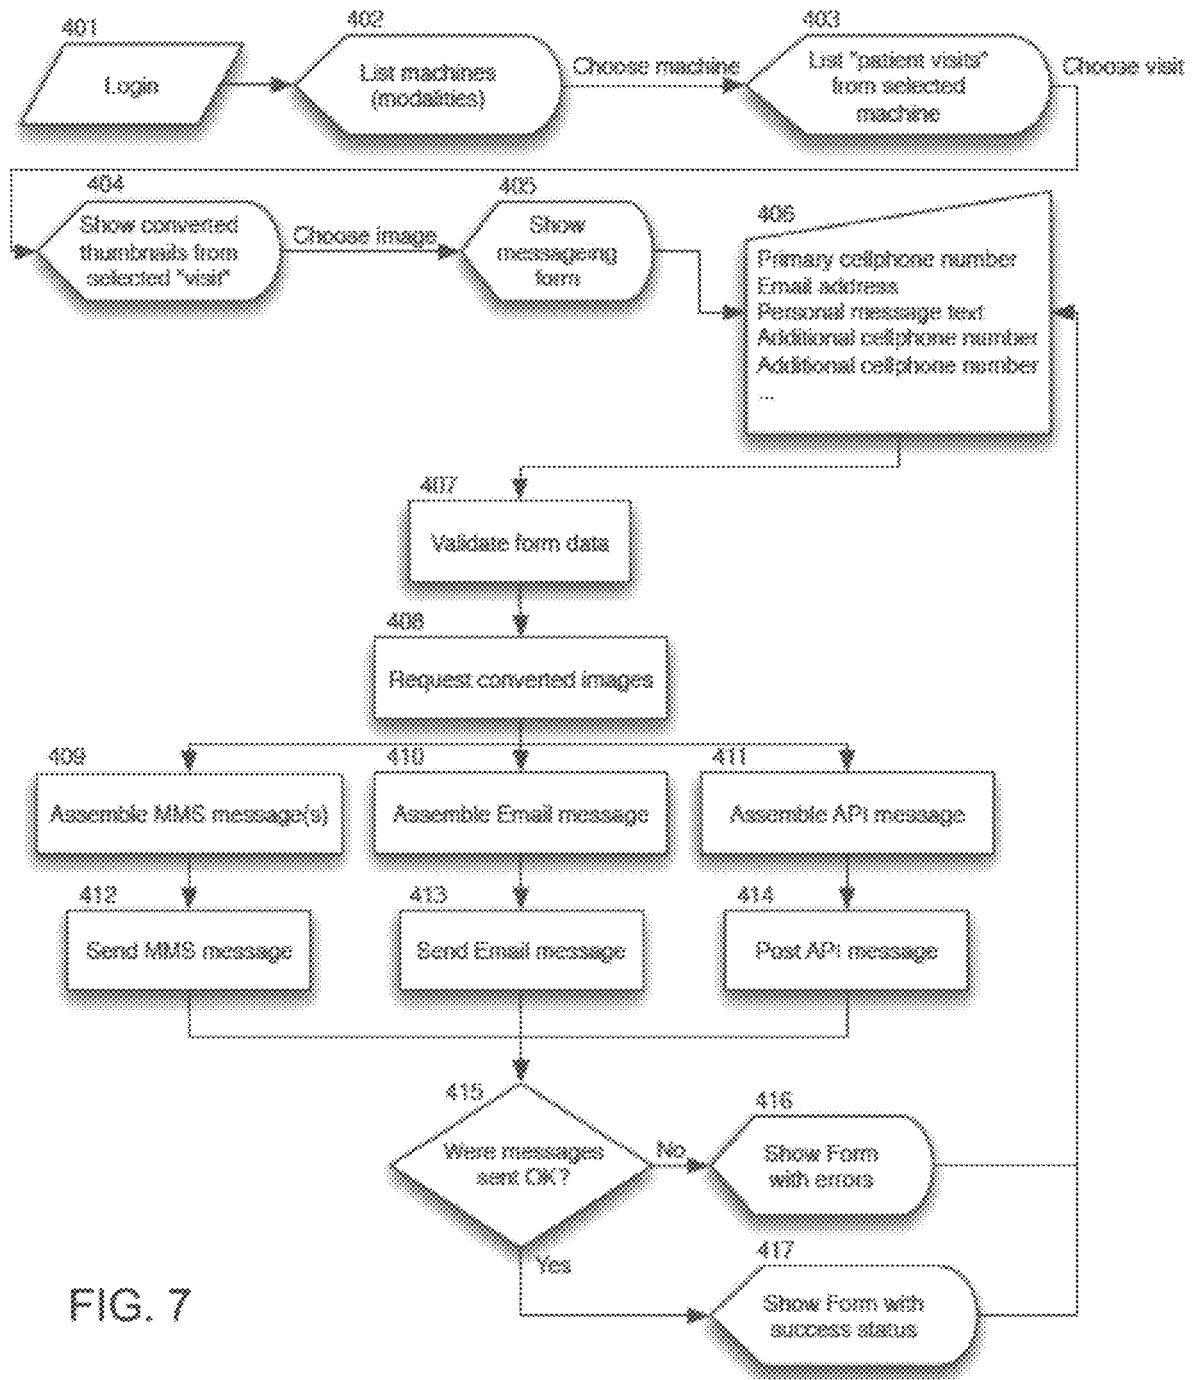 401
Login
402
List machines
(modalities)
Choose machine
403
List "patient visits"
from selected
machine
Choose visit
404
Show converted
thumbnails from
selected "visit"
Choose image
405
Show
messageing
form
406
Primary cellphone number
Email address
Personal message text
Additional cellphone number
Additional cellphone number
...
407
Validate form data
408
Request converted images
409
Assemble MMS message(s)
410
Assemble Email message
411
Assemble API message
412
Send MMS message
413
Send Email message
414
Post API message
415
Were messages
sent OK?
No
416
Show Form
with errors
Yes
417
Show Form with
success status
FIG. 7